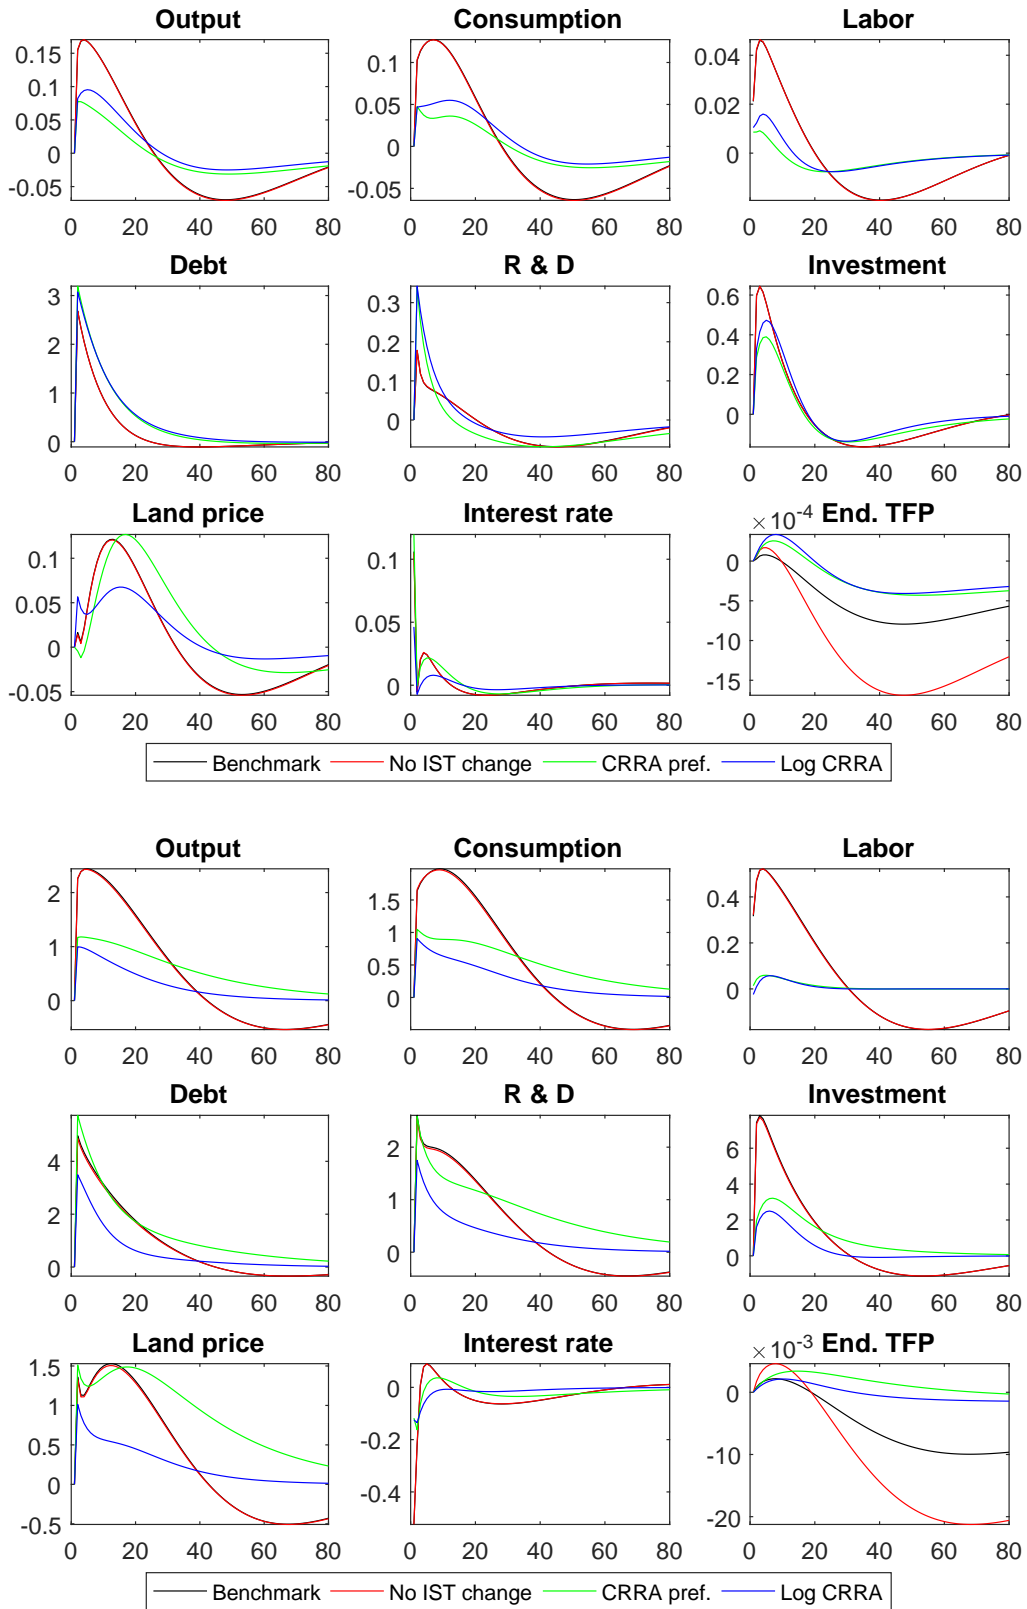 Output Consumption Labor
0.15 0.1 0.05 0 -0.05
0 20 40 60 80
0.1 0.05 0 -0.05
0 20 40 60 80
0.04 0.02 0
0 20 40 60 80
Debt R & D Investment
3 2 1 0
0 20 40 60 80
0.3 0.2 0.1 0
0 20 40 60 80
0.6 0.4 0.2 0
0 20 40 60 80
Land price Interest rate ×10-4 End. TFP
0.1 0.05 0 -0.05
0 20 40 60 80
0.05 0
0 20 40 60 80
0 -5 -10 -15
0 20 40 60 80
Benchmark No IST change CRRA pref. Log CRRA
Output Consumption Labor
2 1 0
0 20 40 60 80
1.5 1 0.5 0
0 20 40 60 80
0.4 0.2 0
0 20 40 60 80
Debt R & D Investment
4 2 0
0 20 40 60 80
2 1 0
0 20 40 60 80
6 4 2 0
0 20 40 60 80
Land price Interest rate ×10-3 End. TFP
1.5 1 0.5 0 -0.5
0 20 40 60 80
0 -0.2 -0.4
0 20 40 60 80
0 -10 -20
0 20 40 60 80
Benchmark No IST change CRRA pref. Log CRRA